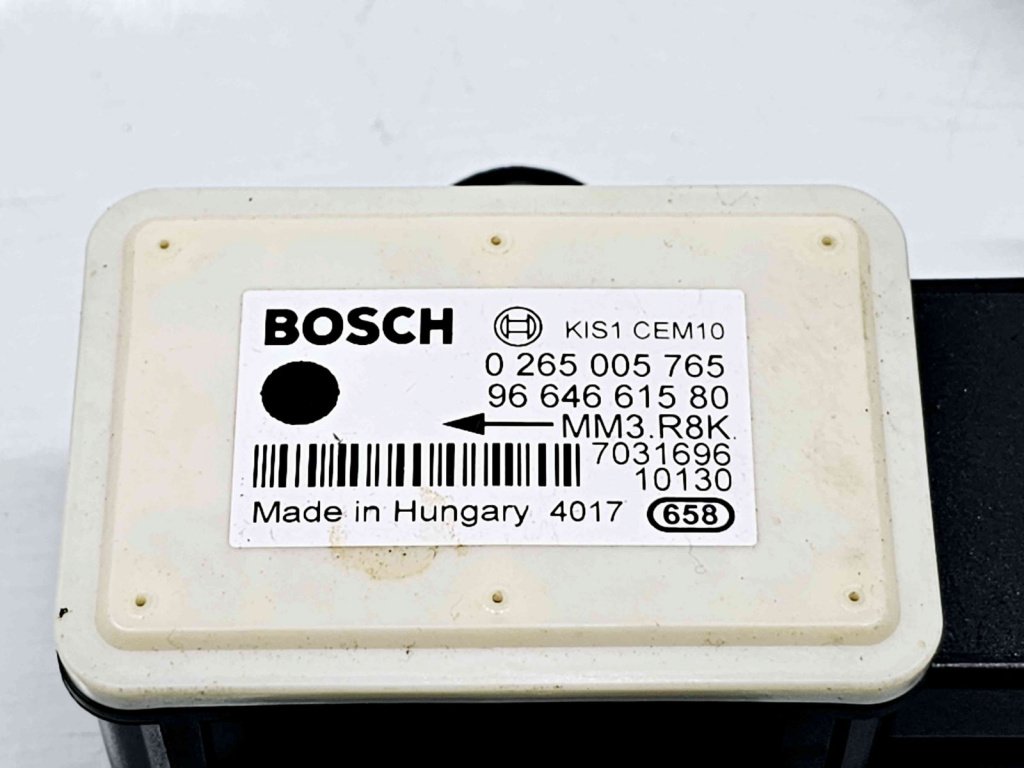 BOSCH KIS1 CEM10
0 265 005 765
96 646 615 80
MM3.R8K
7031696
10130
Made in Hungary 4017 658